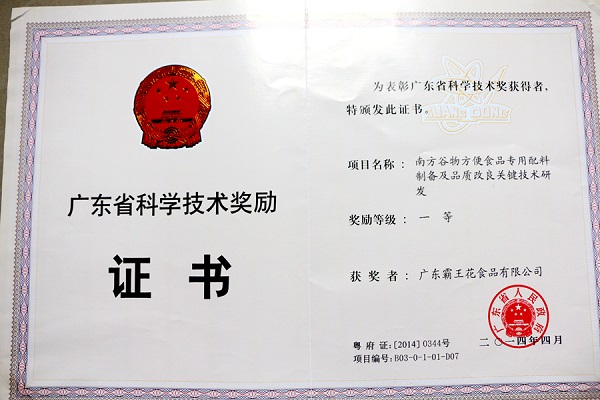 广东省科学技术奖励
证书
为表彰广东省科学技术奖获得者,
特颁发此证书。
GUANG DONG
项目名称：南方谷物方便食品专用配料
制备及品质改良关键技术研
发
奖励等级：一 等
获 奖 者：广东霸王花食品有限公司
广东省人民政府
二〇一四年四月
粤 府 证:[2014] 0344号
项目编号:B03-0-1-01-D07